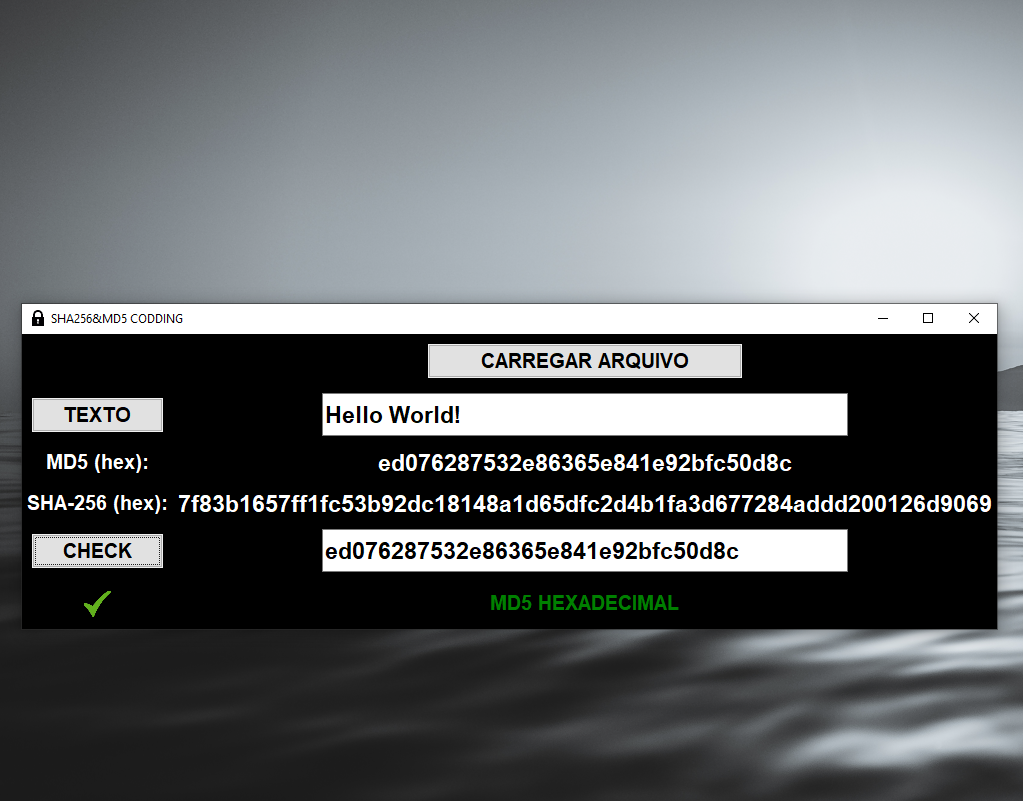 SHA256&MD5 CODDING
CARREGAR ARQUIVO
TEXTO Hello World!
MD5 (hex): ed076287532e86365e841e92bfc50d8c
SHA-256 (hex): 7f83b1657ff1fc53b92dc18148a1d65dfc2d4b1fa3d677284addd200126d9069
CHECK ed076287532e86365e841e92bfc50d8c
MD5 HEXADECIMAL